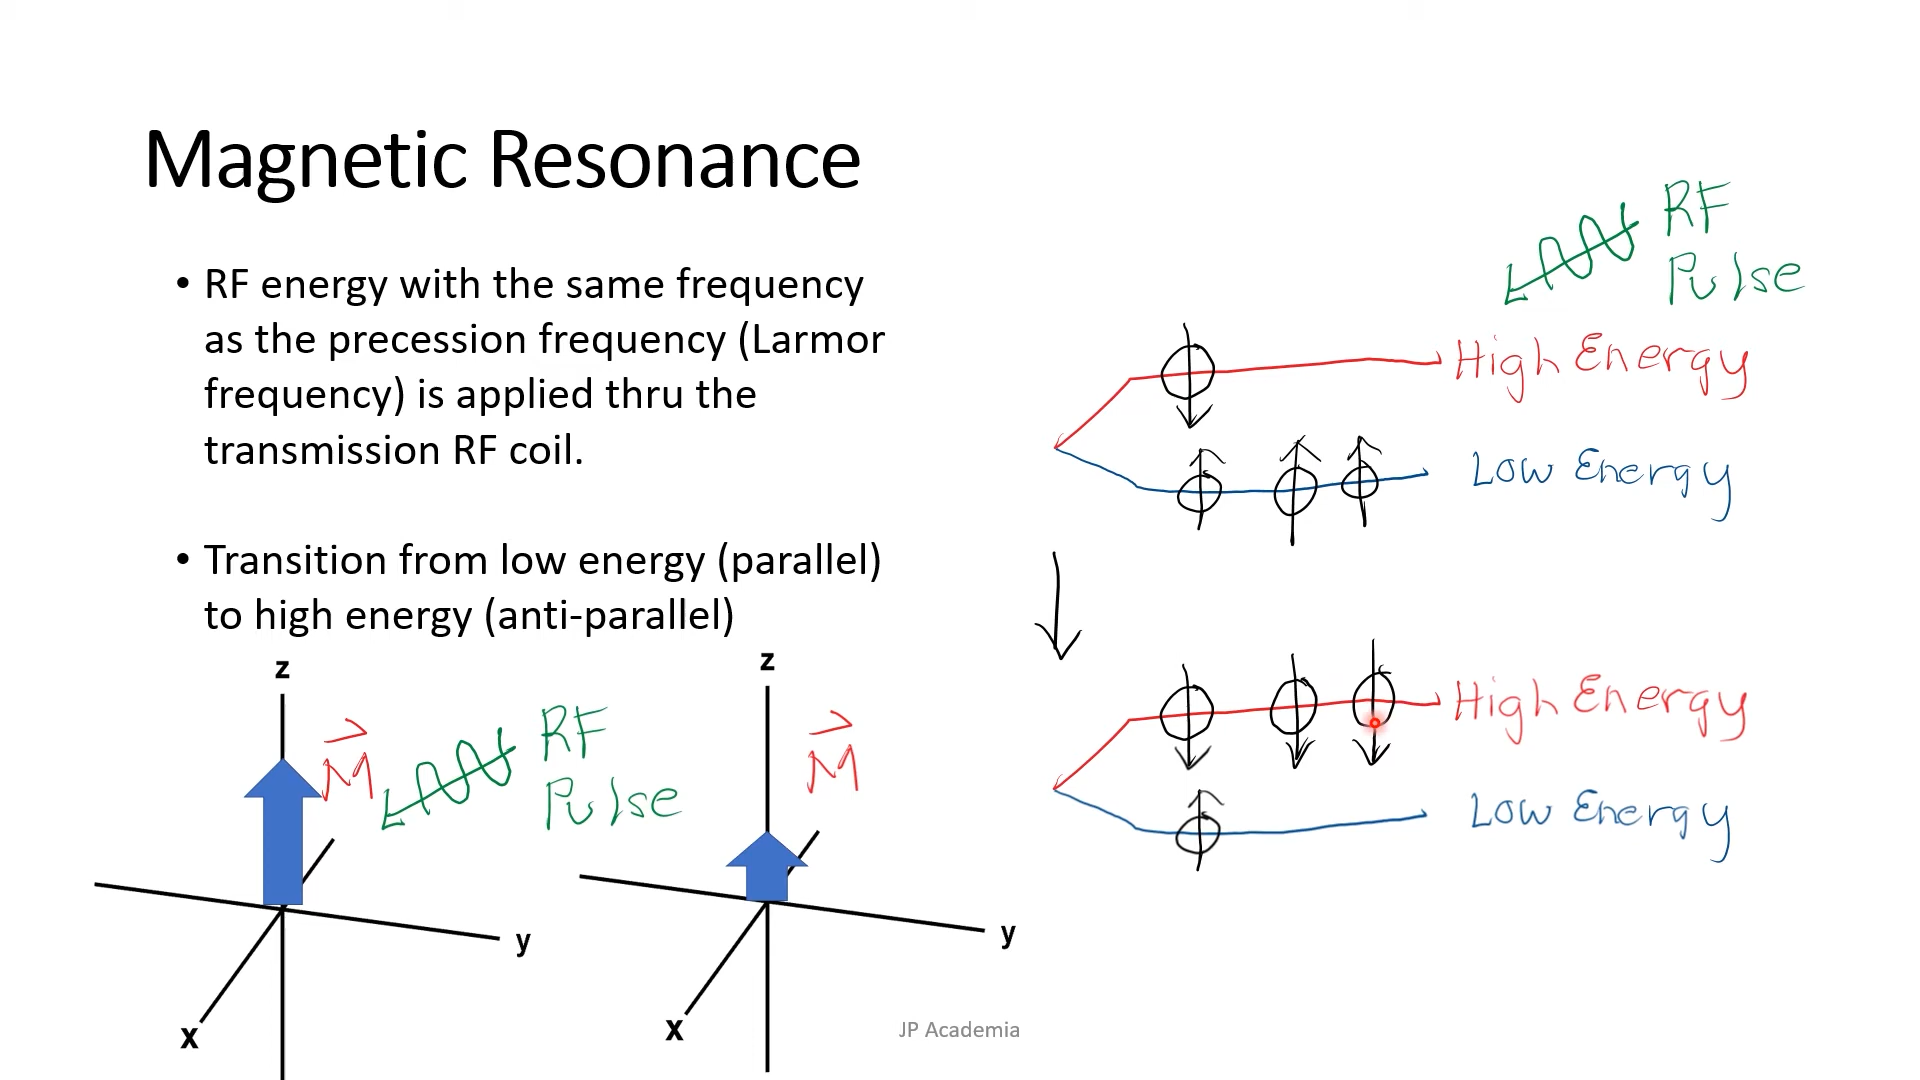 Magnetic Resonance
• RF energy with the same frequency
as the precession frequency (Larmor
frequency) is applied thru the
transmission RF coil.
• Transition from low energy (parallel)
to high energy (anti-parallel)
z
M
RF
Pulse
y
x
z
M
y
x
RF
Pulse
High Energy
Low Energy
High Energy
Low Energy
JP Academia